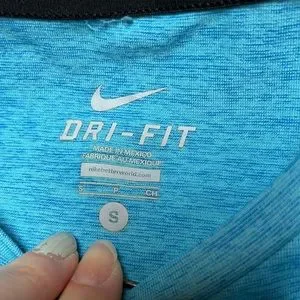 DRI-FIT
MADE IN MEXICO
FABRIQUÉ AU MEXIQUE
nikebetterworld.com
S P CH
S